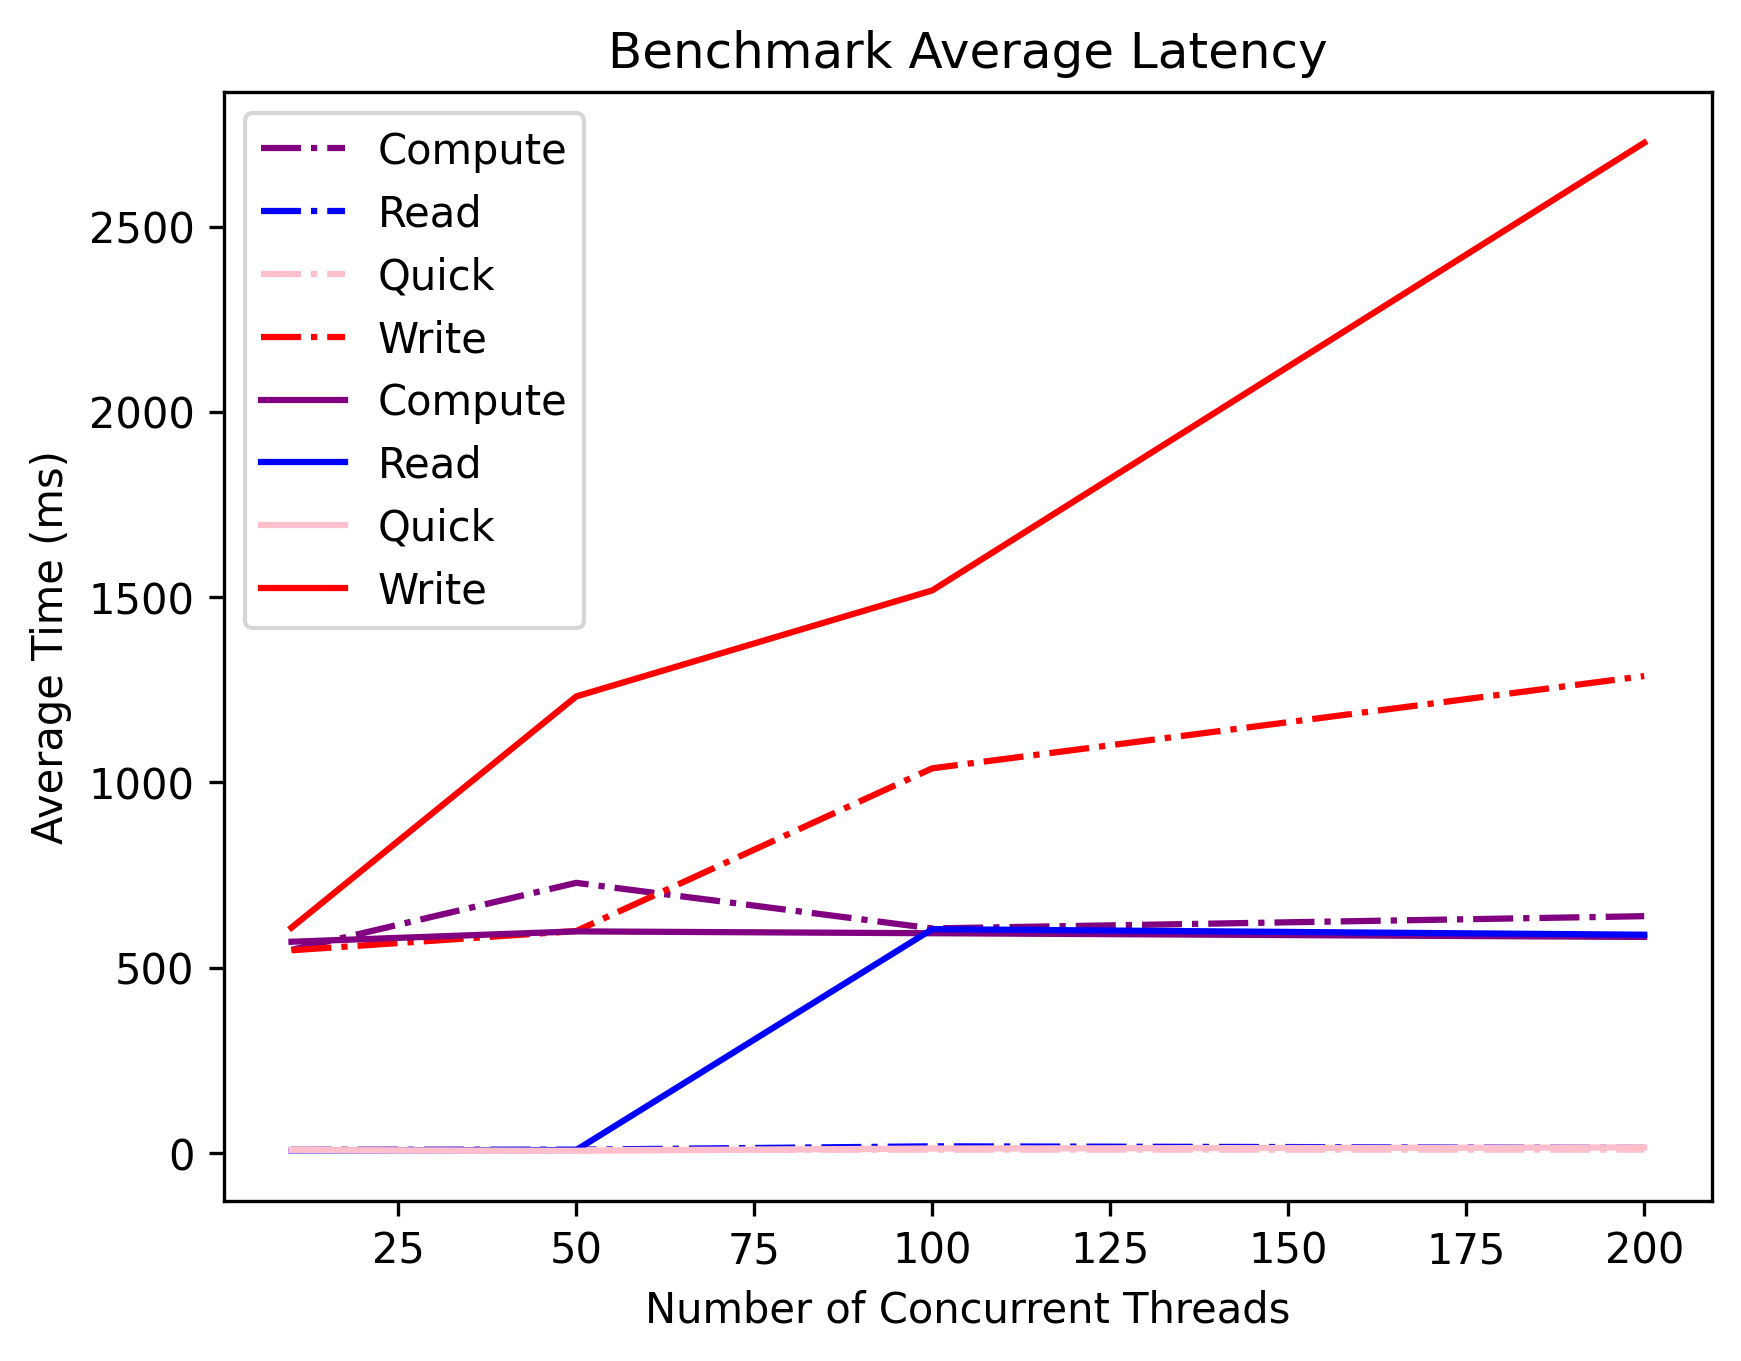 Benchmark Average Latency
Compute
Read
Quick
Write
Compute
Read
Quick
Write
Average Time (ms)
2500
2000
1500
1000
500
0
25 50 75 100 125 150 175 200
Number of Concurrent Threads